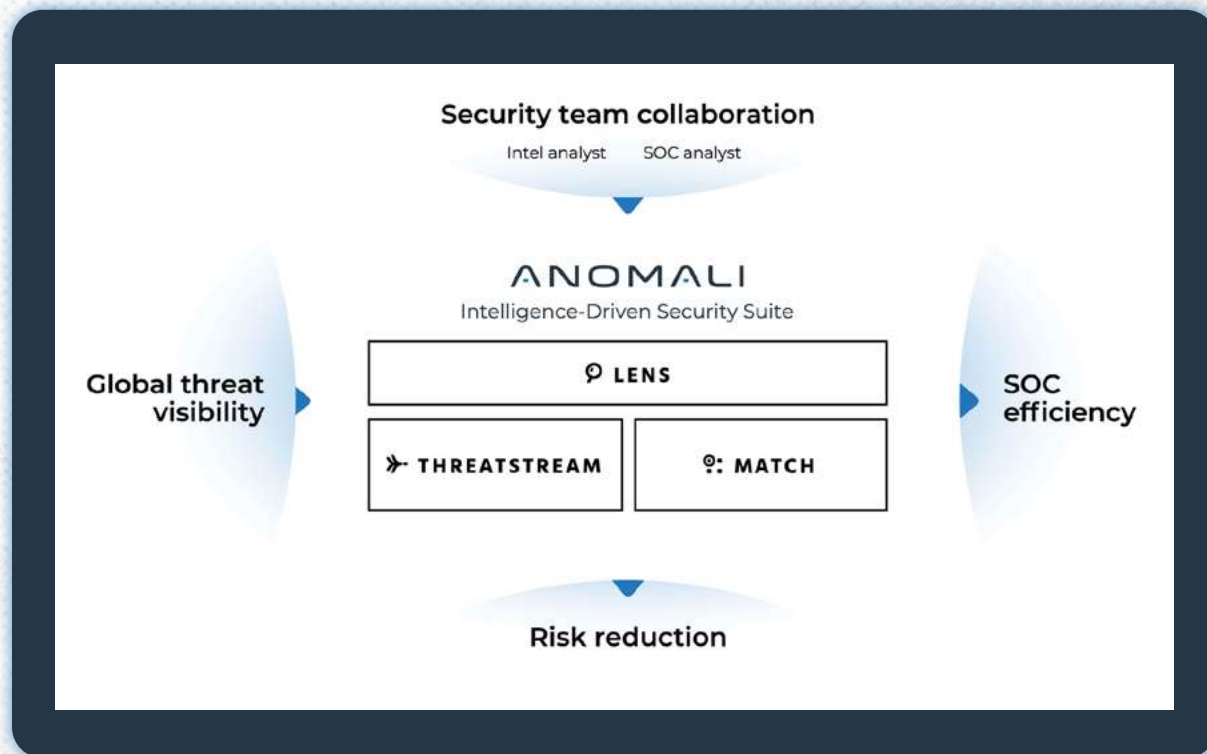 Security team collaboration
Intel analyst SOC analyst
ANOMALI
Intelligence-Driven Security Suite
LENS
Global threat
visibility
THREATSTREAM
MATCH
SOC
efficiency
Risk reduction